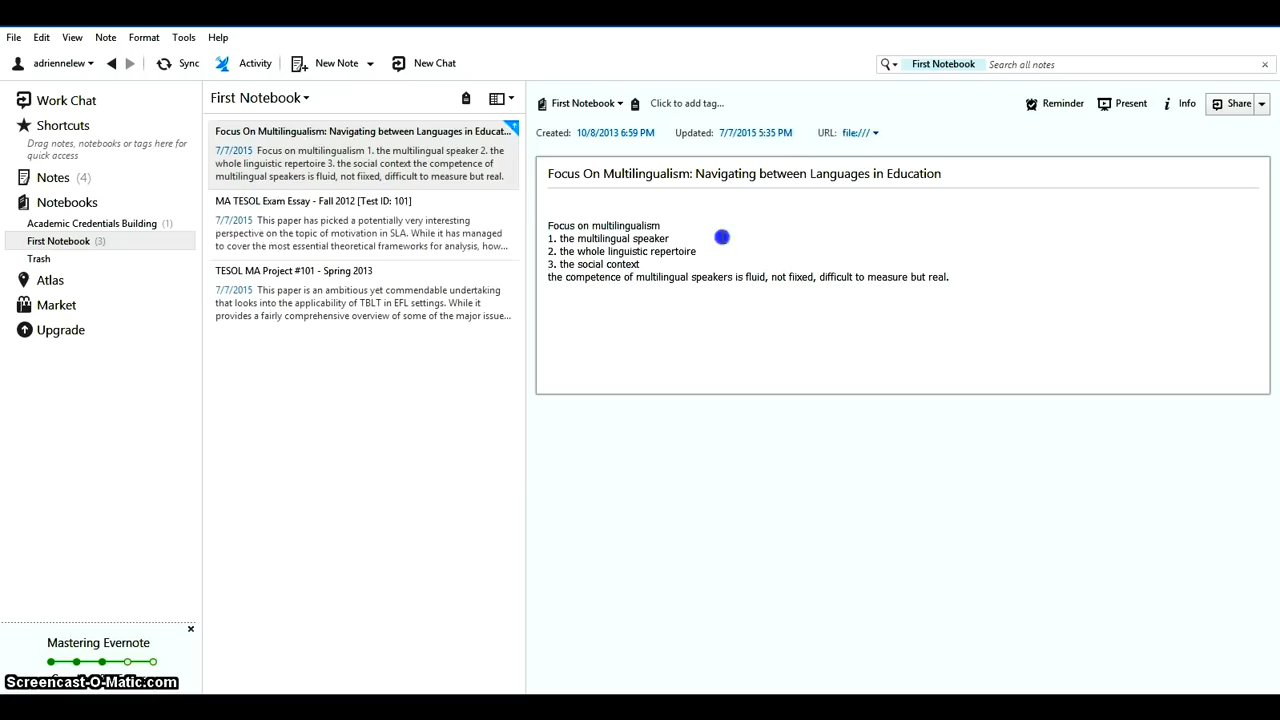 File Edit View Note Format Tools Help
adriennelew Sync Activity New Note New Chat First Notebook Search all notes
Work Chat
Shortcuts
Drag notes, notebooks or tags here for
quick access
Notes (4)
Notebooks
Academic Credentials Building (1)
First Notebook (3)
Trash
Atlas
Market
Upgrade
Mastering Evernote
Screencast-O-Matic.com
First Notebook
Focus On Multilingualism: Navigating between Languages in Educat...
7/7/2015 Focus on multilingualism 1. the multilingual speaker 2. the
whole linguistic repertoire 3. the social context the competence of
multilingual speakers is fluid, not fiixed, difficult to measure but real.
MA TESOL Exam Essay - Fall 2012 [Test ID: 101]
7/7/2015 This paper has picked a potentially very interesting
perspective on the topic of motivation in SLA. While it has managed
to cover the most essential theoretical frameworks for analysis, how...
TESOL MA Project #101 - Spring 2013
7/7/2015 This paper is an ambitious yet commendable undertaking
that looks into the applicability of TBLT in EFL settings. While it
provides a fairly comprehensive overview of some of the major issue...
First Notebook Click to add tag... Reminder Present Info Share
Created: 10/8/2013 6:59 PM Updated: 7/7/2015 5:35 PM URL: file:///
Focus On Multilingualism: Navigating between Languages in Education
Focus on multilingualism
1. the multilingual speaker
2. the whole linguistic repertoire
3. the social context
the competence of multilingual speakers is fluid, not fiixed, difficult to measure but real.